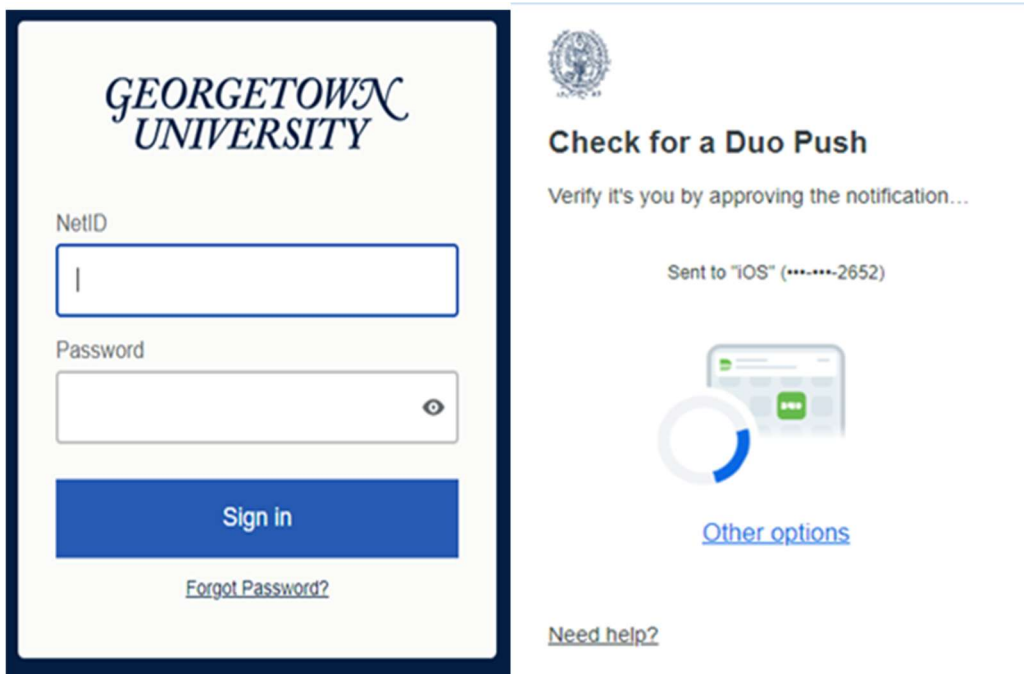 GEORGETOWN
UNIVERSITY
NetID
Password
Sign in
Forgot Password?
Check for a Duo Push
Verify it's you by approving the notification...
Sent to "iOS" (•••-•••-2652)
Other options
Need help?